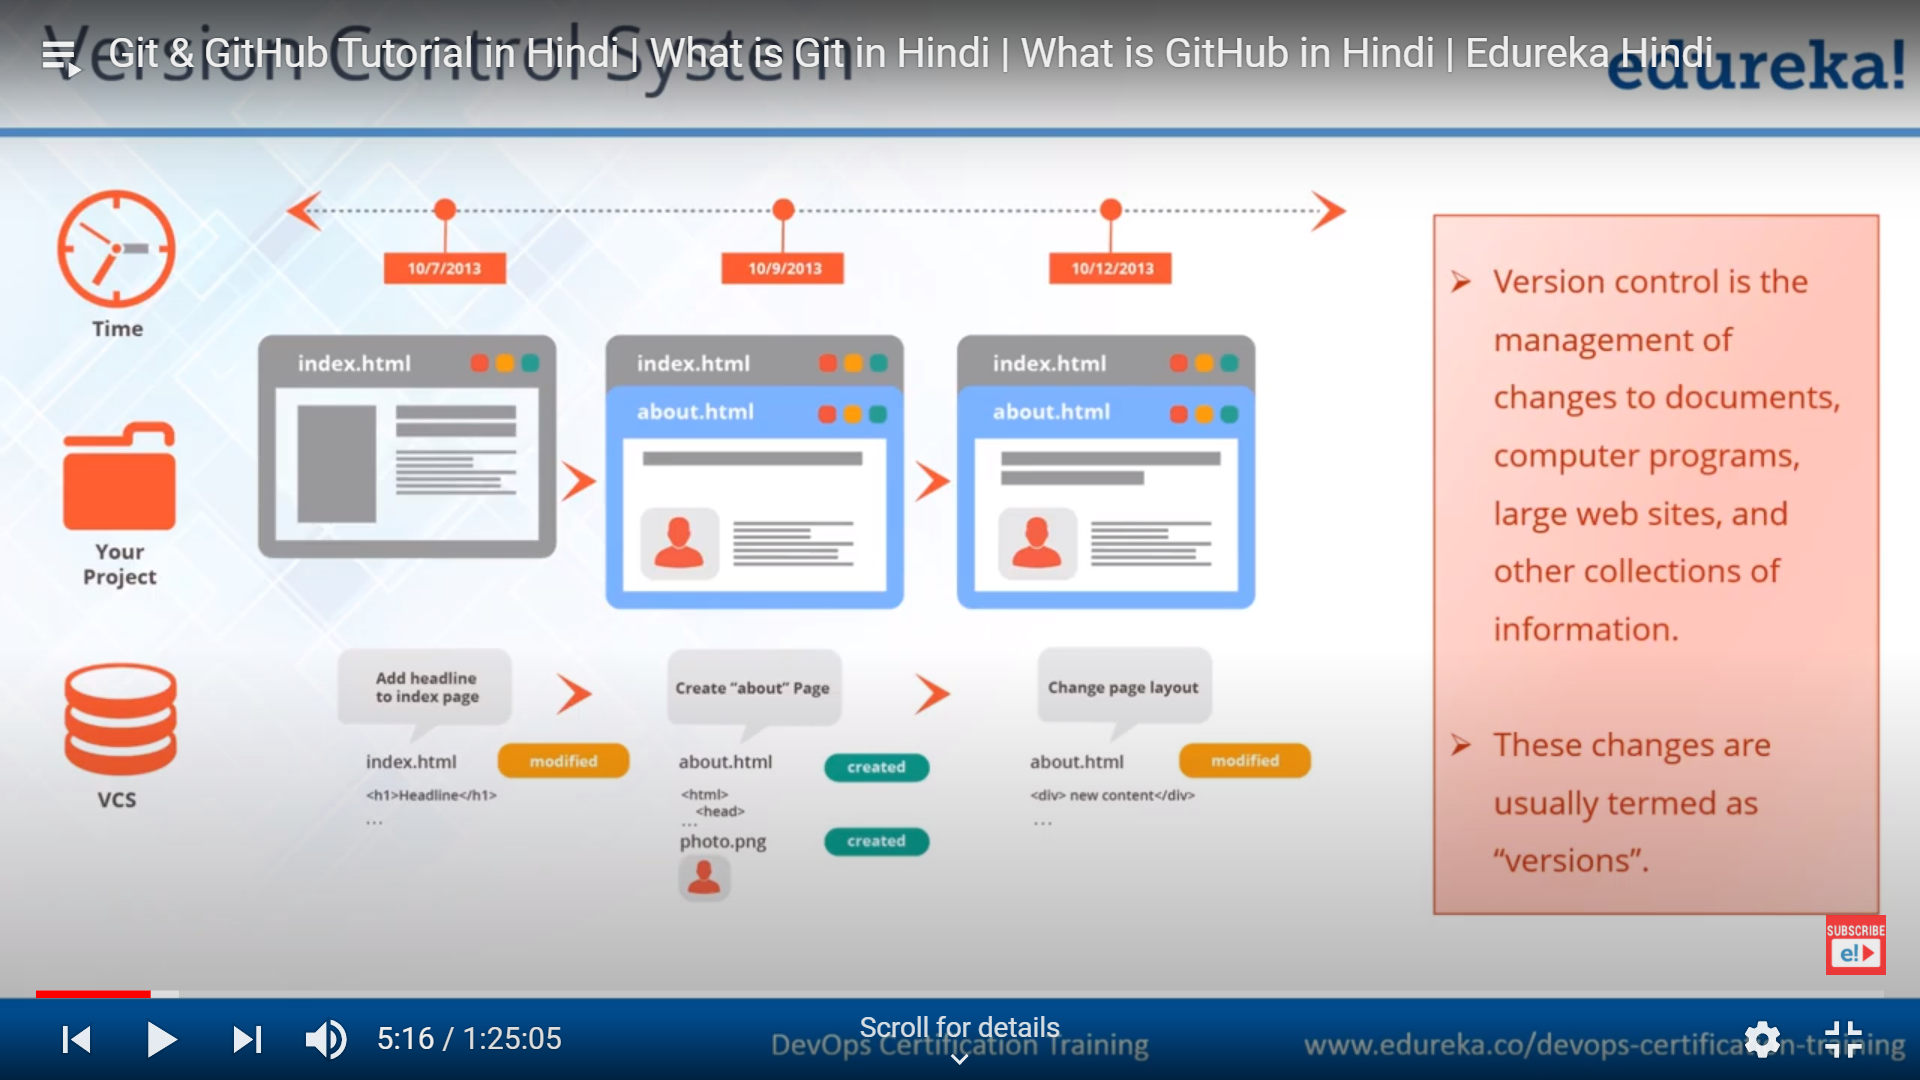 Version Control System
Git & GitHub Tutorial in Hindi | What is Git in Hindi | What is GitHub in Hindi | Edureka Hindi
edureka!
10/7/2013
10/9/2013
10/12/2013
Time
index.html
index.html
about.html
index.html
about.html
Your
Project
VCS
Add headline
to index page
index.html
modified
<h1>Headline</h1>
...
Create “about” Page
about.html
created
<html>
<head>
...
photo.png
created
Change page layout
about.html
modified
<div> new content</div>
...
Version control is the
management of
changes to documents,
computer programs,
large web sites, and
other collections of
information.
These changes are
usually termed as
“versions”.
SUBSCRIBE
e!
5:16 / 1:25:05
Scroll for details
DevOps Certification Training
www.edureka.co/devops-certification-training